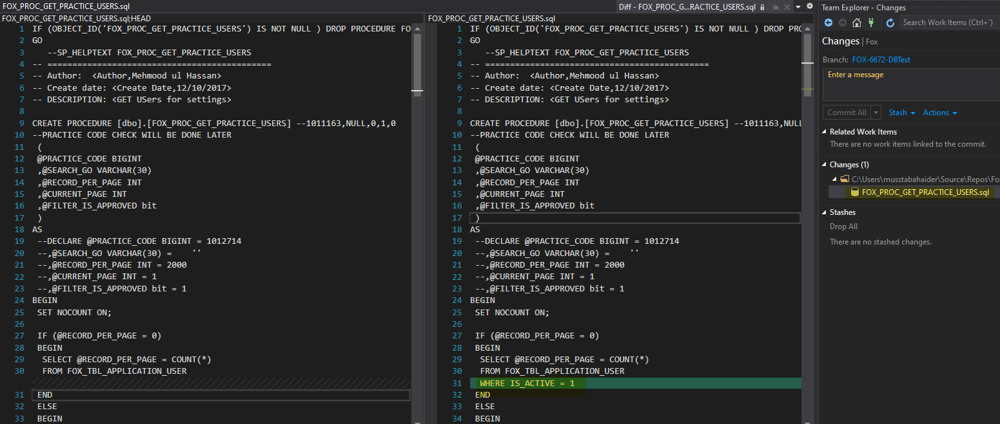 FOX_PROC_GET_PRACTICE_USERS.sql
FOX_PROC_GET_PRACTICE_USERS.sql;HEAD
1 IF (OBJECT_ID('FOX_PROC_GET_PRACTICE_USERS') IS NOT NULL ) DROP PROCEDURE FO
2 GO
3 --SP_HELPTEXT FOX_PROC_GET_PRACTICE_USERS
4 -- =============================================
5 -- Author:  <Author,Mehmood ul Hassan>
6 -- Create date: <Create Date,12/10/2017>
7 -- DESCRIPTION: <GET USers for settings>
8
9 CREATE PROCEDURE [dbo].[FOX_PROC_GET_PRACTICE_USERS] --1011163,NULL,0,1,0
10 --PRACTICE CODE CHECK WILL BE DONE LATER
11 (
12 @PRACTICE_CODE BIGINT
13 ,@SEARCH_GO VARCHAR(30)
14 ,@RECORD_PER_PAGE INT
15 ,@CURRENT_PAGE INT
16 ,@FILTER_IS_APPROVED bit
17 )
18 AS
19 --DECLARE @PRACTICE_CODE BIGINT = 1012714
20 --,@SEARCH_GO VARCHAR(30) =    ''
21 --,@RECORD_PER_PAGE INT = 2000
22 --,@CURRENT_PAGE INT = 1
23 --,@FILTER_IS_APPROVED bit = 1
24 BEGIN
25 SET NOCOUNT ON;
26
27 IF (@RECORD_PER_PAGE = 0)
28 BEGIN
29 SELECT @RECORD_PER_PAGE = COUNT(*)
30 FROM FOX_TBL_APPLICATION_USER
31 END
32 ELSE
33 BEGIN
Diff - FOX_PROC_G...RACTICE_USERS.sql
FOX_PROC_GET_PRACTICE_USERS.sql
1 IF (OBJECT_ID('FOX_PROC_GET_PRACTICE_USERS') IS NOT NULL ) DROP PRO
2 GO
3 --SP_HELPTEXT FOX_PROC_GET_PRACTICE_USERS
4 -- =============================================
5 -- Author:  <Author,Mehmood ul Hassan>
6 -- Create date: <Create Date,12/10/2017>
7 -- DESCRIPTION: <GET USers for settings>
8
9 CREATE PROCEDURE [dbo].[FOX_PROC_GET_PRACTICE_USERS] --1011163,NULL
10 --PRACTICE CODE CHECK WILL BE DONE LATER
11 (
12 @PRACTICE_CODE BIGINT
13 ,@SEARCH_GO VARCHAR(30)
14 ,@RECORD_PER_PAGE INT
15 ,@CURRENT_PAGE INT
16 ,@FILTER_IS_APPROVED bit
17 )
18 AS
19 --DECLARE @PRACTICE_CODE BIGINT = 1012714
20 --,@SEARCH_GO VARCHAR(30) =    ''
21 --,@RECORD_PER_PAGE INT = 2000
22 --,@CURRENT_PAGE INT = 1
23 --,@FILTER_IS_APPROVED bit = 1
24 BEGIN
25 SET NOCOUNT ON;
26
27 IF (@RECORD_PER_PAGE = 0)
28 BEGIN
29 SELECT @RECORD_PER_PAGE = COUNT(*)
30 FROM FOX_TBL_APPLICATION_USER
31 WHERE IS_ACTIVE = 1
32 END
33 ELSE
34 BEGIN
Team Explorer - Changes
Search Work Items (Ctrl+')
Changes | Fox
Branch: FOX-6672-DBTest
Enter a message
Commit All Stash Actions
Related Work Items
There are no work items linked to the commit.
Changes (1)
C:\Users\musstabahaider\Source\Repos\Fo
FOX_PROC_GET_PRACTICE_USERS.sql
Stashes
Drop All
There are no stashed changes.